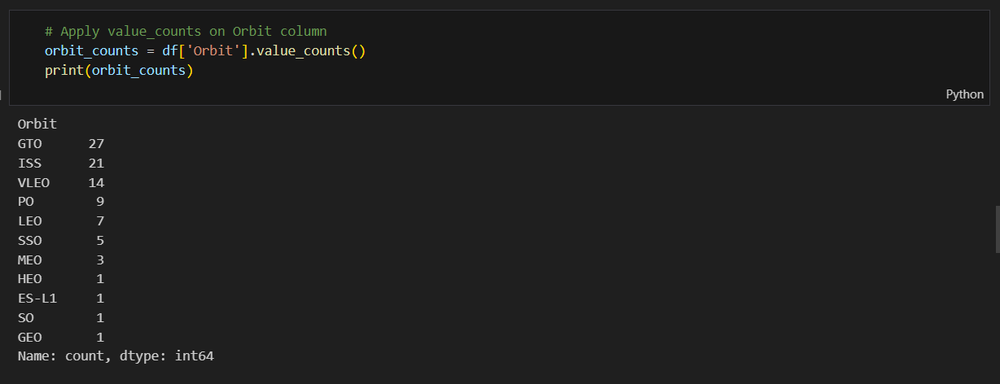 # Apply value_counts on Orbit column
orbit_counts = df['Orbit'].value_counts()
print(orbit_counts)
Python
Orbit
GTO      27
ISS      21
VLEO     14
PO        9
LEO       7
SSO       5
MEO       3
HEO       1
ES-L1     1
SO        1
GEO       1
Name: count, dtype: int64